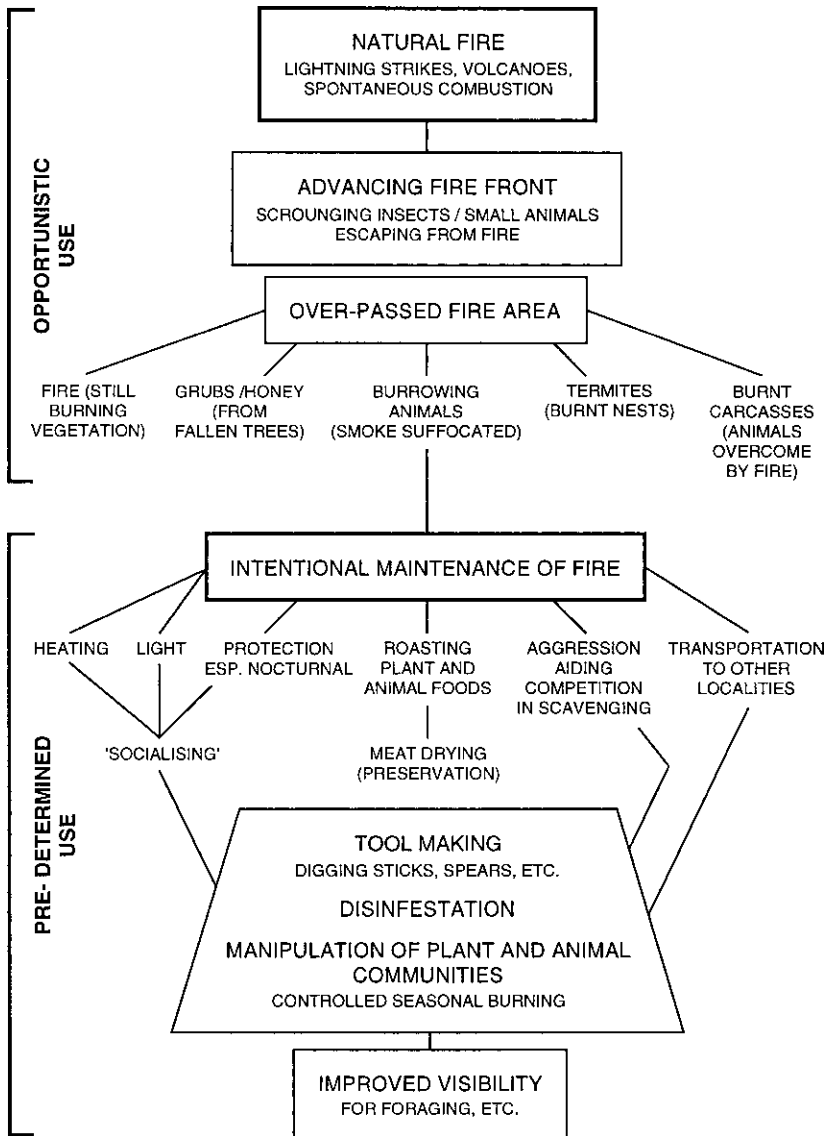 NATURAL FIRE
LIGHTNING STRIKES, VOLCANOES,
SPONTANEOUS COMBUSTION
ADVANCING FIRE FRONT
SCROUNGING INSECTS / SMALL ANIMALS
ESCAPING FROM FIRE
OPPORTUNISTIC
USE
OVER-PASSED FIRE AREA
FIRE (STILL
BURNING
VEGETATION)
GRUBS /HONEY
(FROM
FALLEN TREES)
BURROWING
ANIMALS
(SMOKE SUFFOCATED)
TERMITES
(BURNT NESTS)
BURNT
CARCASSES
(ANIMALS
OVERCOME
BY FIRE)
INTENTIONAL MAINTENANCE OF FIRE
HEATING
LIGHT
PROTECTION
ESP. NOCTURNAL
ROASTING
PLANT AND
ANIMAL FOODS
AGGRESSION
AIDING
COMPETITION
IN SCAVENGING
TRANSPORTATION
TO OTHER
LOCALITIES
'SOCIALISING'
MEAT DRYING
(PRESERVATION)
PRE- DETERMINED
USE
TOOL MAKING
DIGGING STICKS, SPEARS, ETC.
DISINFESTATION
MANIPULATION OF PLANT AND ANIMAL
COMMUNITIES
CONTROLLED SEASONAL BURNING
IMPROVED VISIBILITY
FOR FORAGING, ETC.